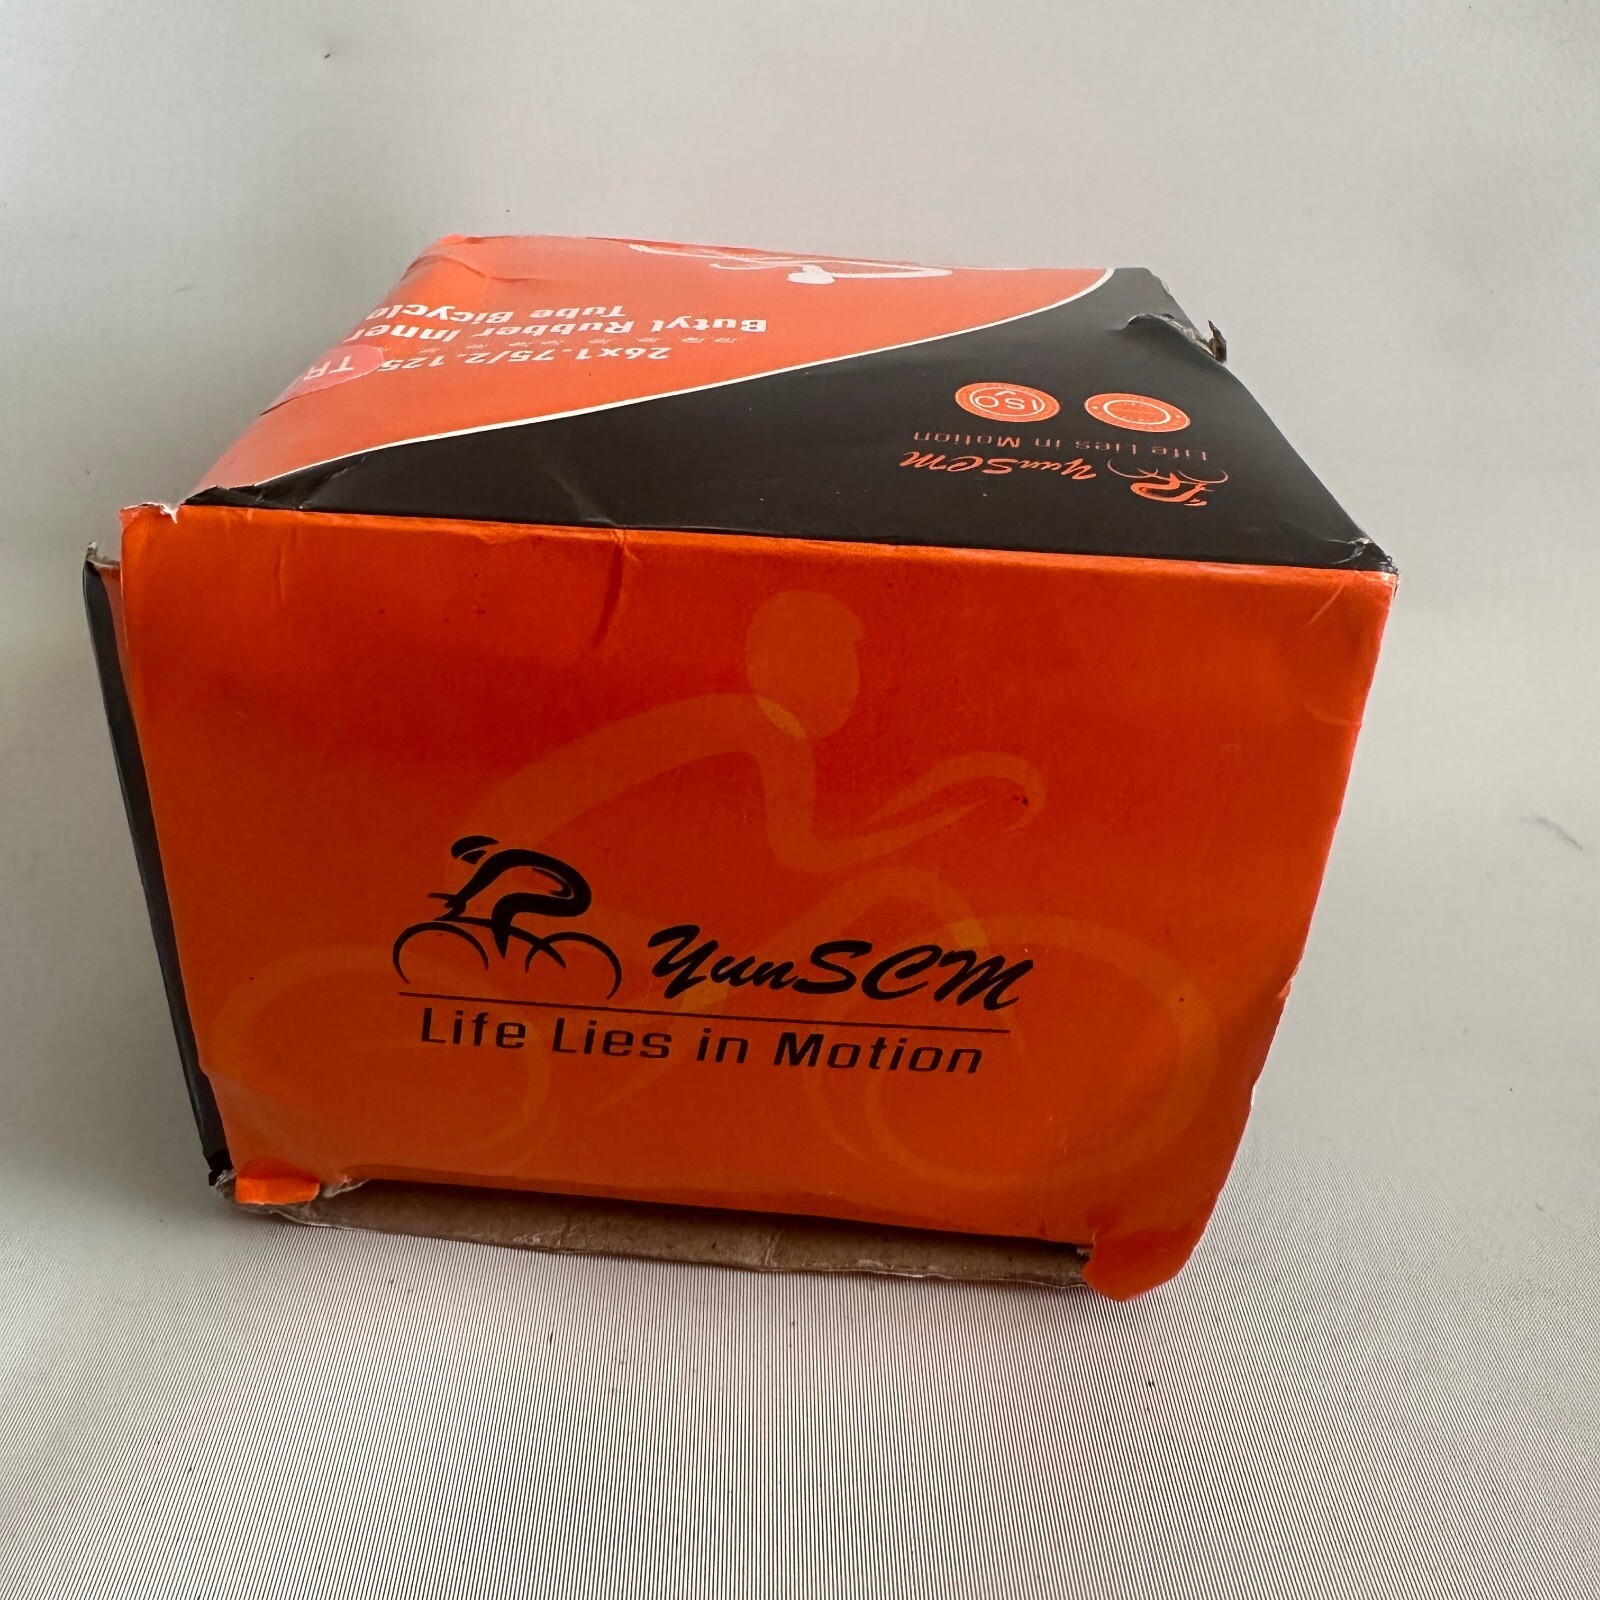 Butyl Rubber Inner
Tube Bicycle
26x1.75/2.125
ISO
YunSCM
Life Lies in Motion
YunSCM
Life Lies in Motion